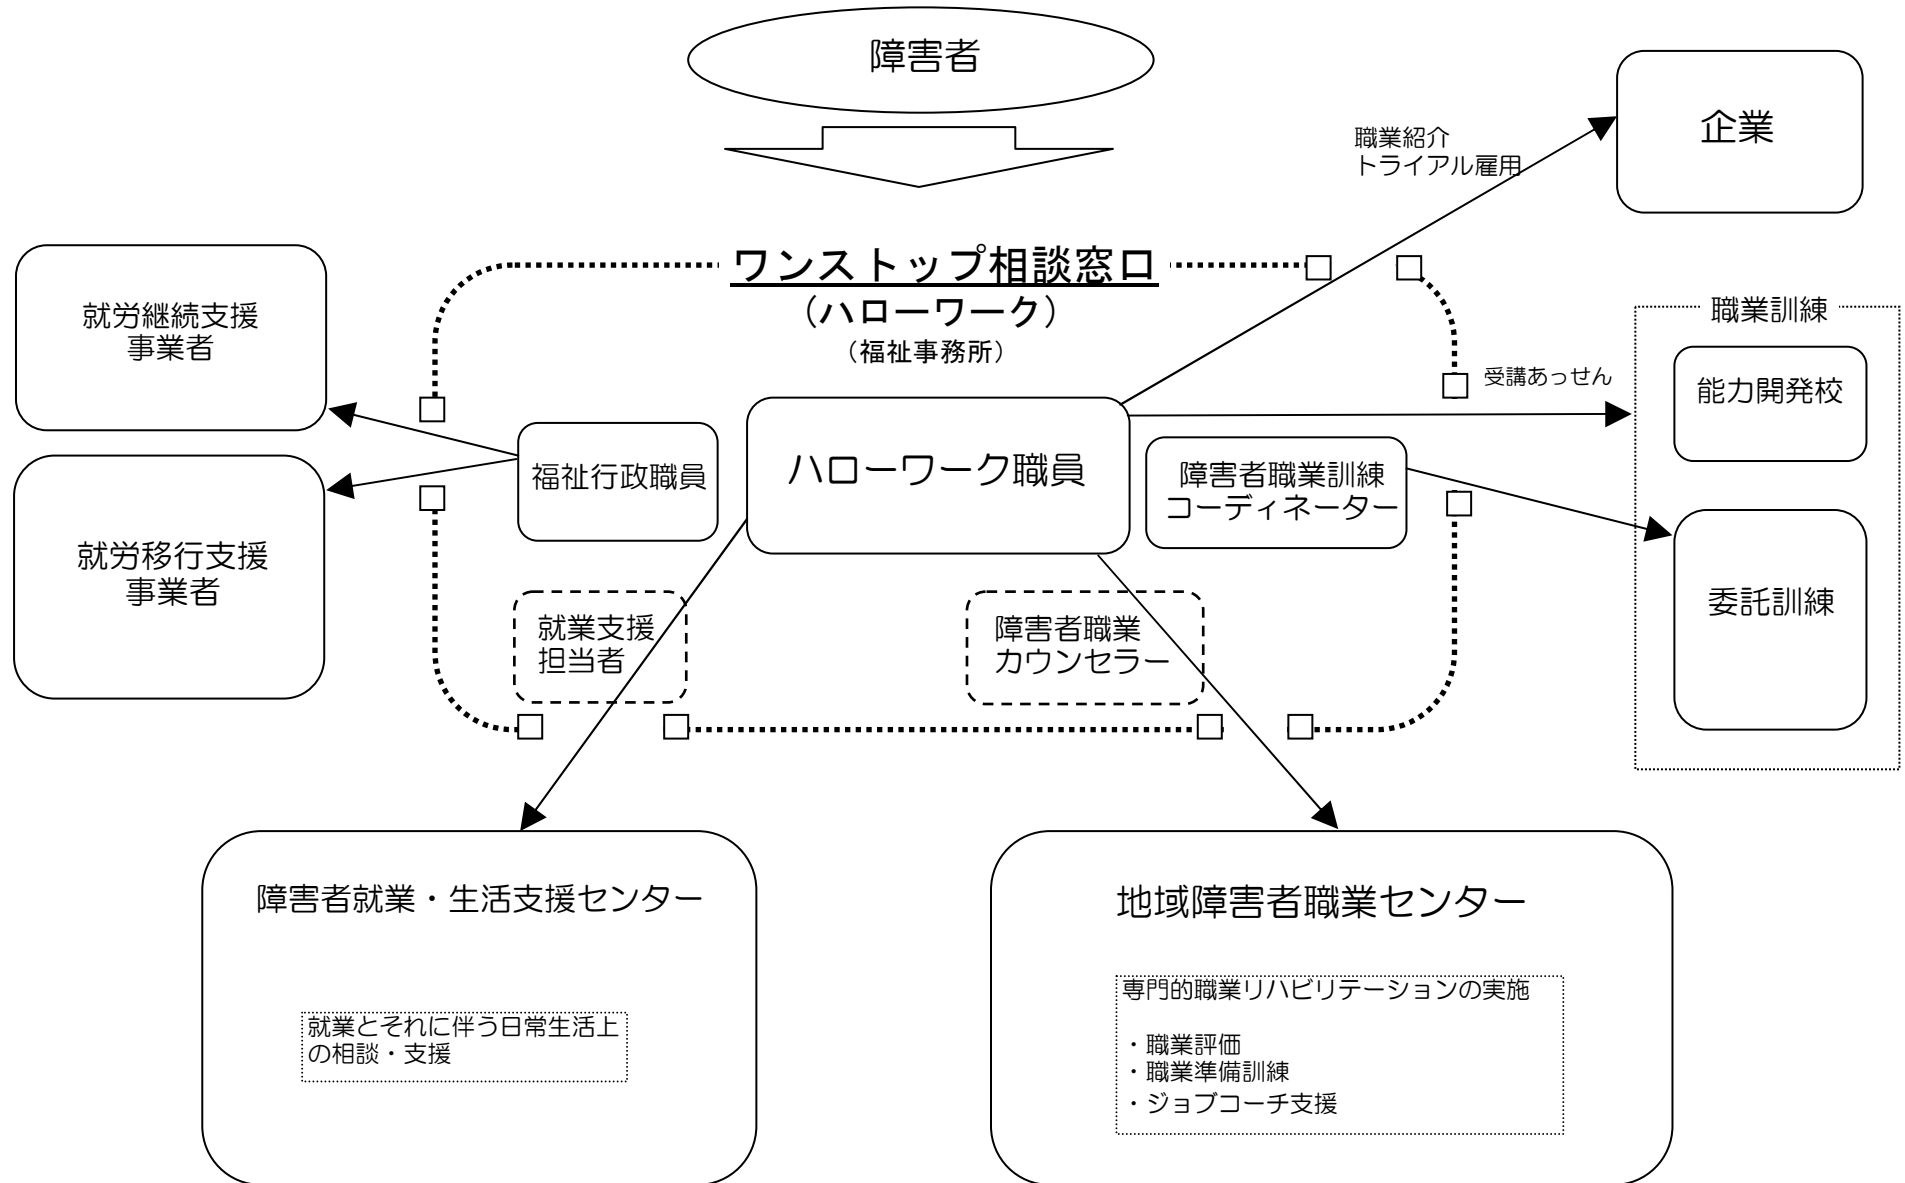 障害者
企業
職業紹介
トライアル雇用
ワンストップ相談窓口
(ハローワーク)
(福祉事務所)
就労継続支援
事業者
職業訓練
受講あっせん
能力開発校
福祉行政職員
ハローワーク職員
障害者職業訓練
コーディネーター
就労移行支援
事業者
就業支援
担当者
障害者職業
カウンセラー
委託訓練
障害者就業・生活支援センター
就業とそれに伴う日常生活上
の相談・支援
地域障害者職業センター
専門的職業リハビリテーションの実施
・職業評価
・職業準備訓練
・ジョブコーチ支援